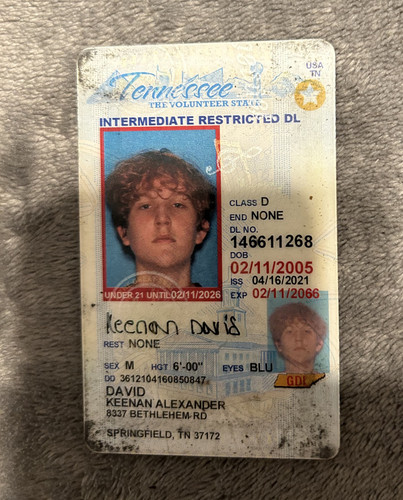 USA
TN
Tennessee
THE VOLUNTEER STATE
INTERMEDIATE RESTRICTED DL
CLASS D
END NONE
DL NO.
146611268
DOB
02/11/2005
ISS 04/16/2021
EXP 02/11/2066
UNDER 21 UNTIL 02/11/2026
Keenan Davis
REST NONE
SEX M HGT 6'-00" EYES BLU
DD 3612104160850847
GDL
DAVID
KEENAN ALEXANDER
8337 BETHLEHEM-RD
SPRINGFIELD, TN 37172